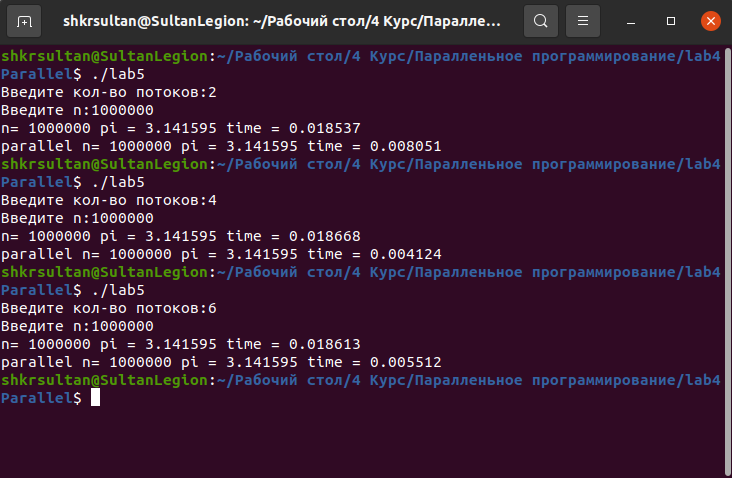 shkrsultan@SultanLegion: ~/Рабочий стол/4 Курс/Паралле...
shkrsultan@SultanLegion:~/Рабочий стол/4 Курс/Параллельное программирование/lab4
Parallel$ ./lab5
Введите кол-во потоков:2
Введите n:1000000
n= 1000000 pi = 3.141595 time = 0.018537
parallel n= 1000000 pi = 3.141595 time = 0.008051
shkrsultan@SultanLegion:~/Рабочий стол/4 Курс/Параллельное программирование/lab4
Parallel$ ./lab5
Введите кол-во потоков:4
Введите n:1000000
n= 1000000 pi = 3.141595 time = 0.018668
parallel n= 1000000 pi = 3.141595 time = 0.004124
shkrsultan@SultanLegion:~/Рабочий стол/4 Курс/Параллельное программирование/lab4
Parallel$ ./lab5
Введите кол-во потоков:6
Введите n:1000000
n= 1000000 pi = 3.141595 time = 0.018613
parallel n= 1000000 pi = 3.141595 time = 0.005512
shkrsultan@SultanLegion:~/Рабочий стол/4 Курс/Параллельное программирование/lab4
Parallel$